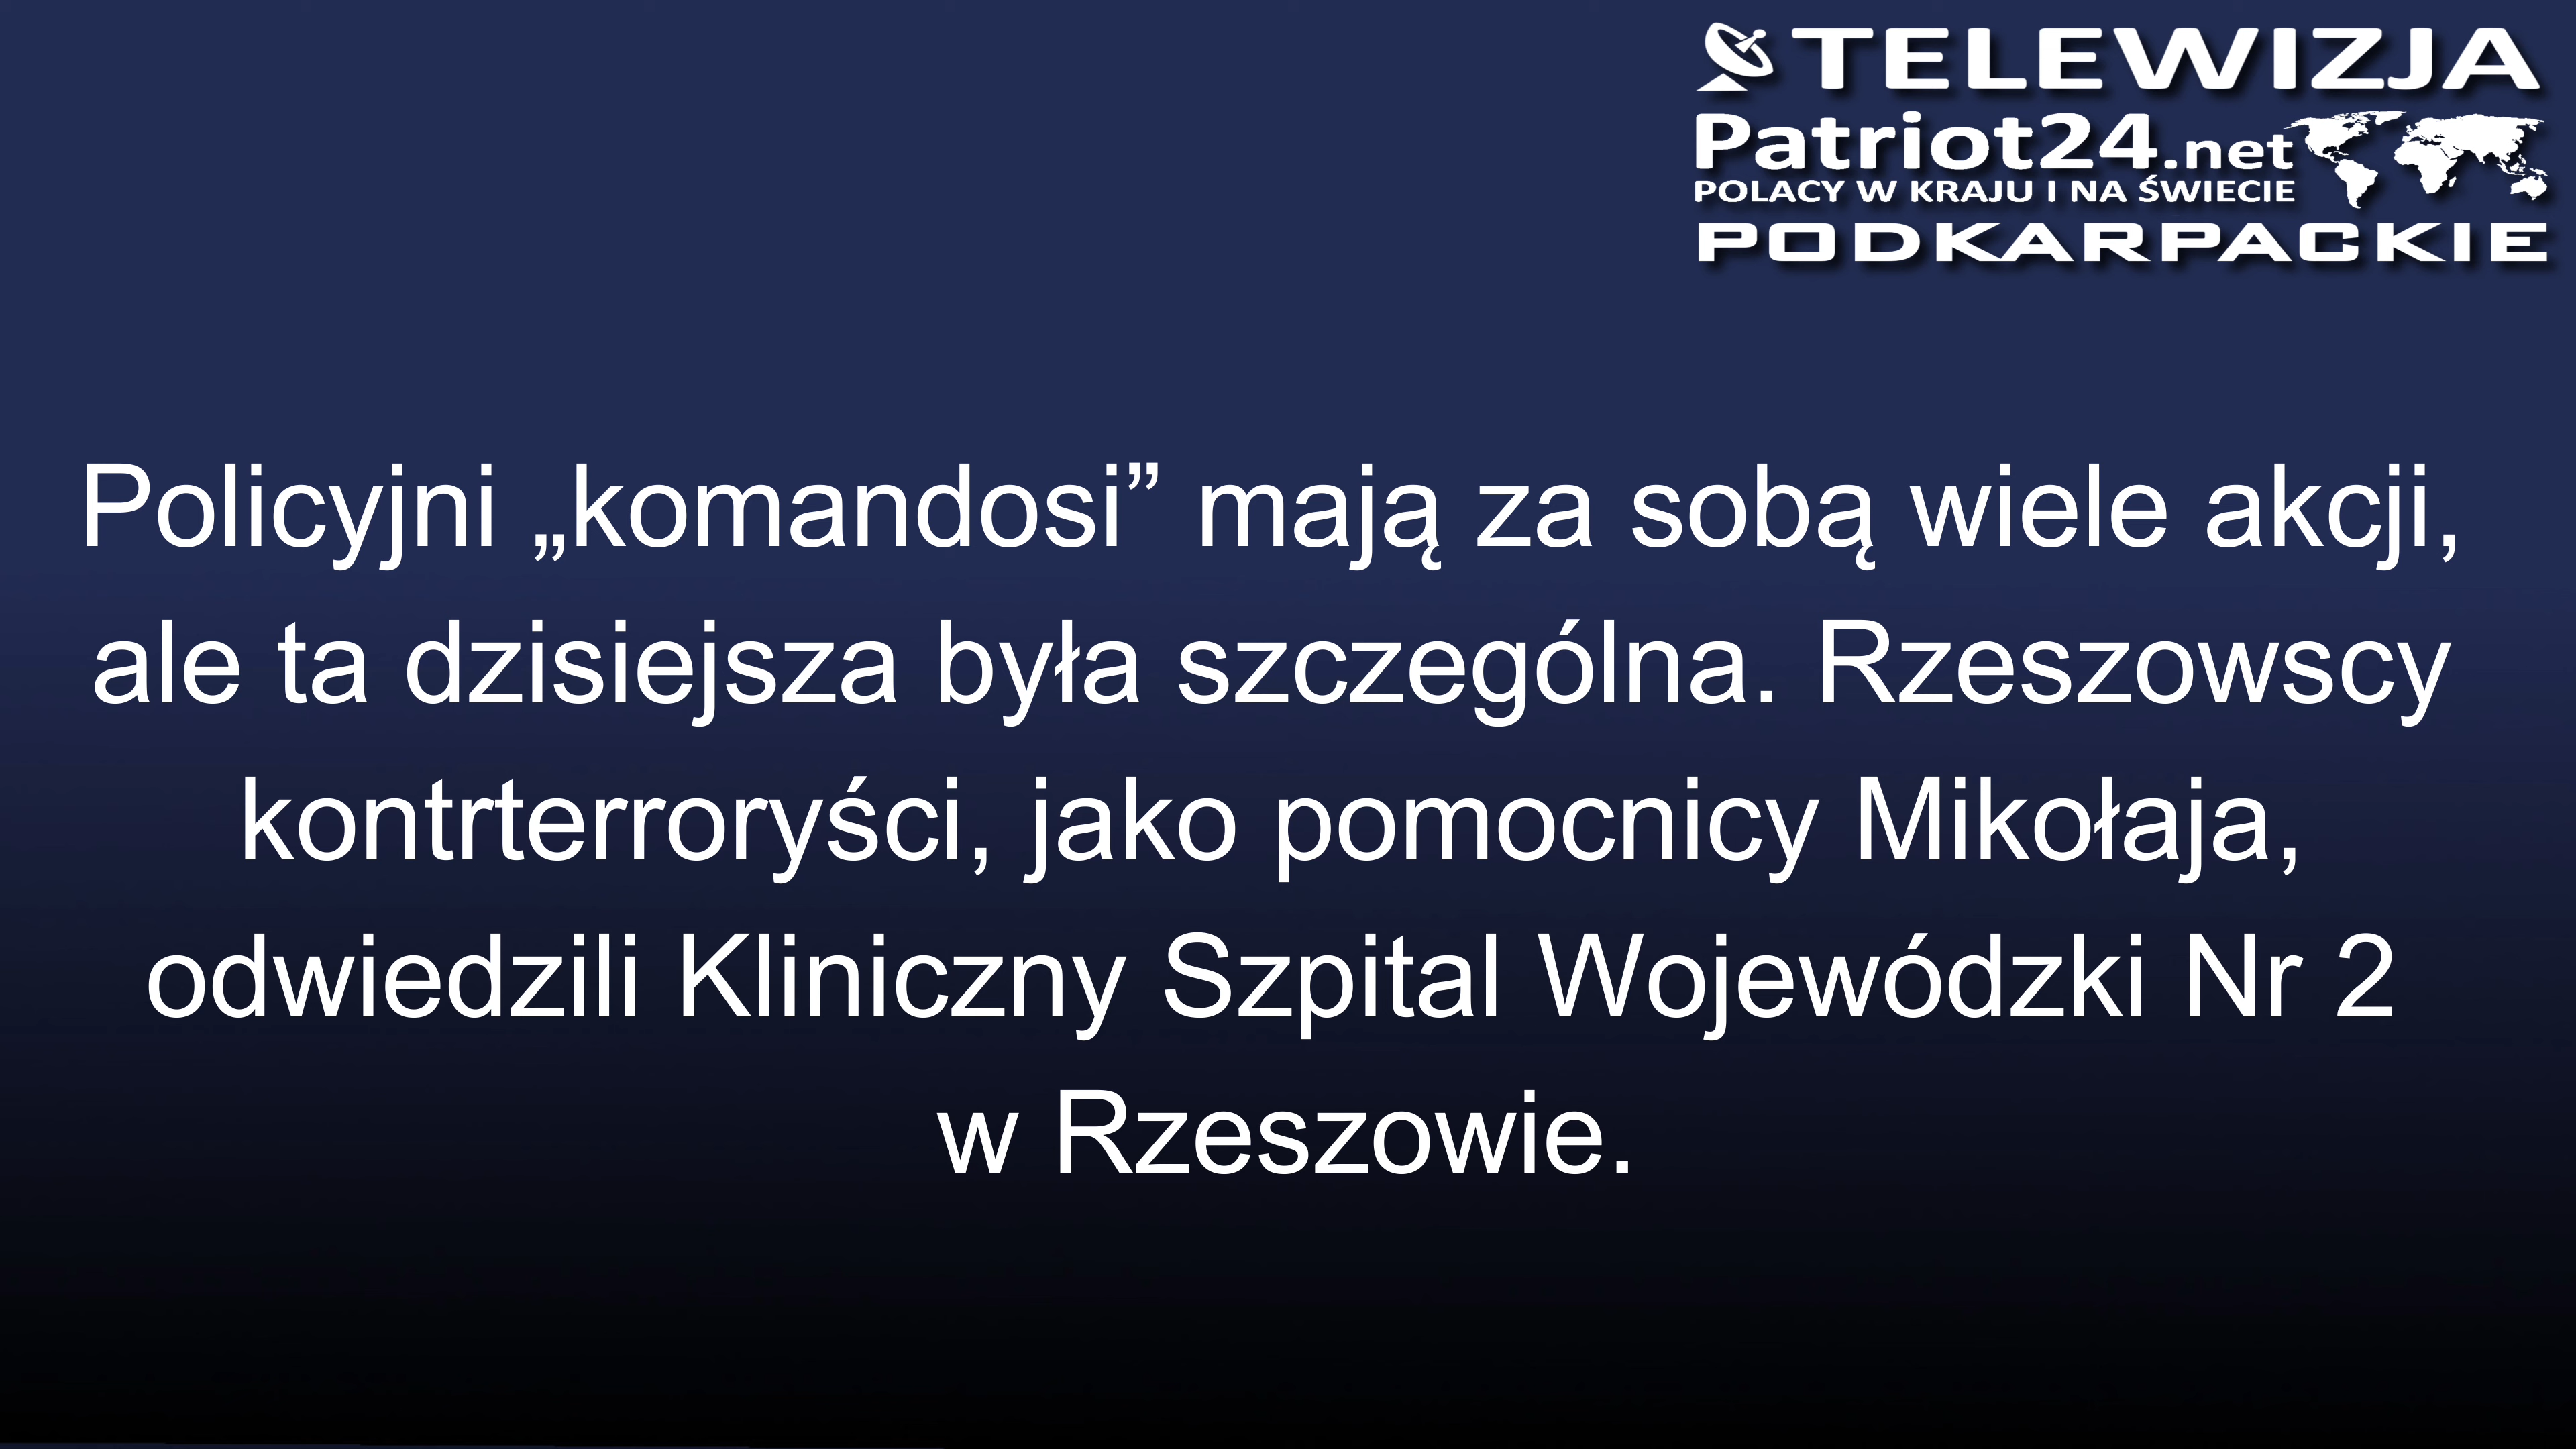 TELEWIZJA
Patriot24.net
POLACY W KRAJU I NA ŚWIECIE
PODKARPACKIE
Policyjni „komandosi” mają za sobą wiele akcji,
ale ta dzisiejsza była szczególna. Rzeszowscy
kontrterroryści, jako pomocnicy Mikołaja,
odwiedzili Kliniczny Szpital Wojewódzki Nr 2
w Rzeszowie.